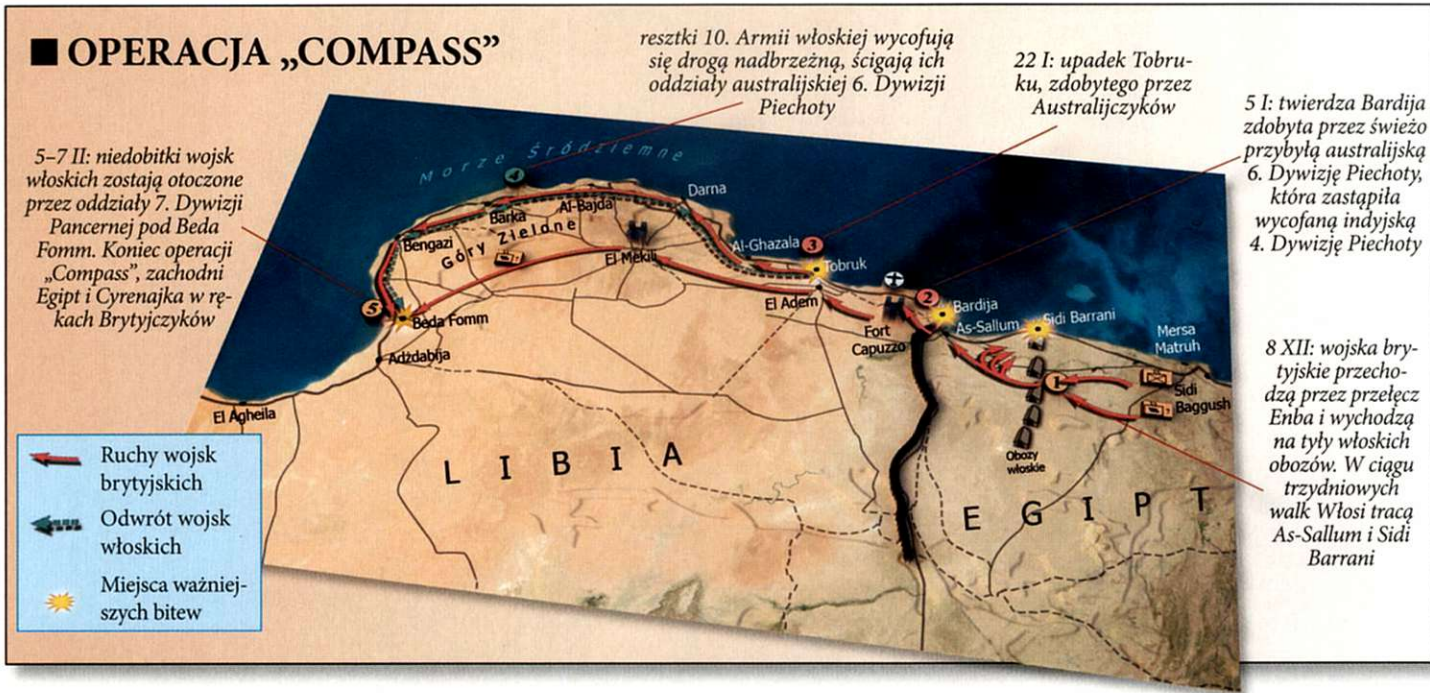 ■ OPERACJA „COMPASS”
resztki 10. Armii włoskiej wycofują
się drogą nadbrzeżną, ścigają ich
oddziały australijskiej 6. Dywizji
Piechoty
22 I: upadek Tobru-
ku, zdobytego przez
Australijczyków
5 I: twierdza Bardija
zdobyta przez świeżo
przybyłą australijską
6. Dywizję Piechoty,
która zastąpiła
wycofaną indyjską
4. Dywizję Piechoty
5–7 II: niedobitki wojsk
włoskich zostają otoczone
przez oddziały 7. Dywizji
Pancernej pod Beda
Fomm. Koniec operacji
„Compass”, zachodni
Egipt i Cyrenajka w rę-
kach Brytyjczyków
8 XII: wojska bry-
tyjskie przecho-
dzą przez przełęcz
Enba i wychodzą
na tyły włoskich
obozów. W ciągu
trzydniowych
walk Włosi tracą
As-Sallum i Sidi
Barrani
Morze Śródziemne
4
Darna
Barka
Al-Bajda
Bengazi
Góry Zielone
Al-Ghazala
3
El Mekili
Tobruk
El Adem
2
Bardija
Fort
Capuzzo
As-Sallum
Sidi Barrani
Mersa
Matruh
5
Beda Fomm
Adżdabija
El Agheila
1
Sidi
Baggush
Obozy
włoskie
LIBIA
EGIPT
Ruchy wojsk
brytyjskich
Odwrót wojsk
włoskich
Miejsca ważniej-
szych bitew